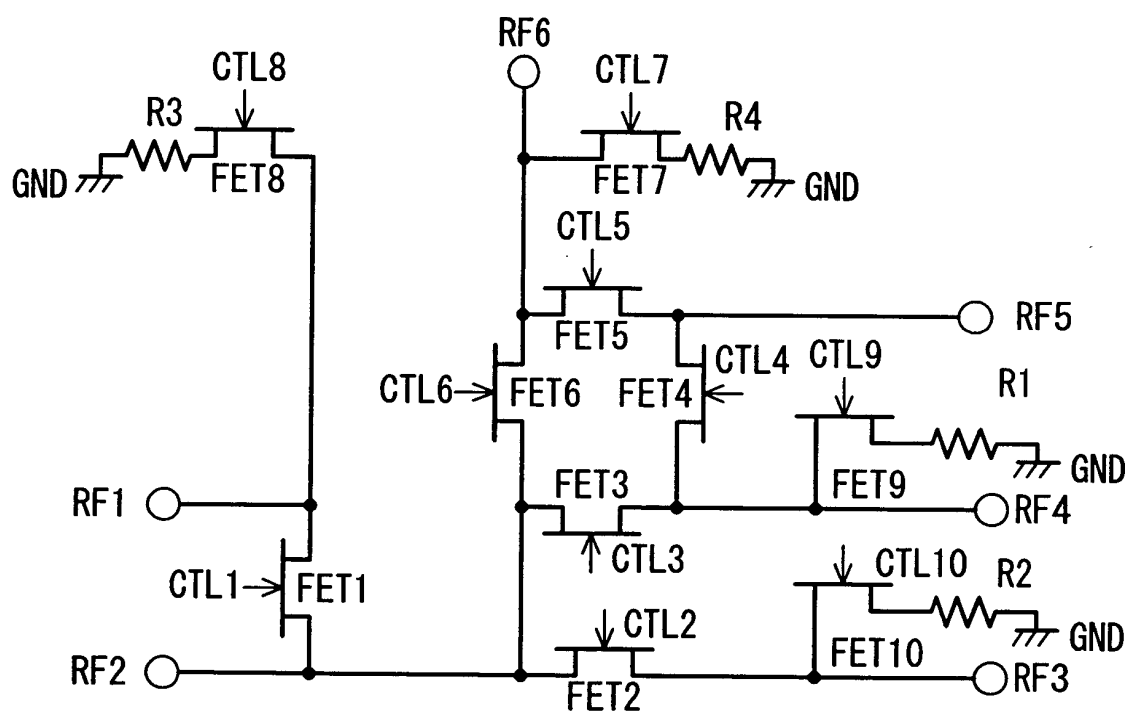 RF6
CTL8
CTL7
R3
R4
GND
FET8
FET7
GND
CTL5
RF5
FET5
CTL9
CTL4
R1
CTL6
FET6
FET4
GND
FET3
FET9
RF1
RF4
CTL3
CTL10
R2
CTL1
FET1
CTL2
GND
FET10
RF2
RF3
FET2